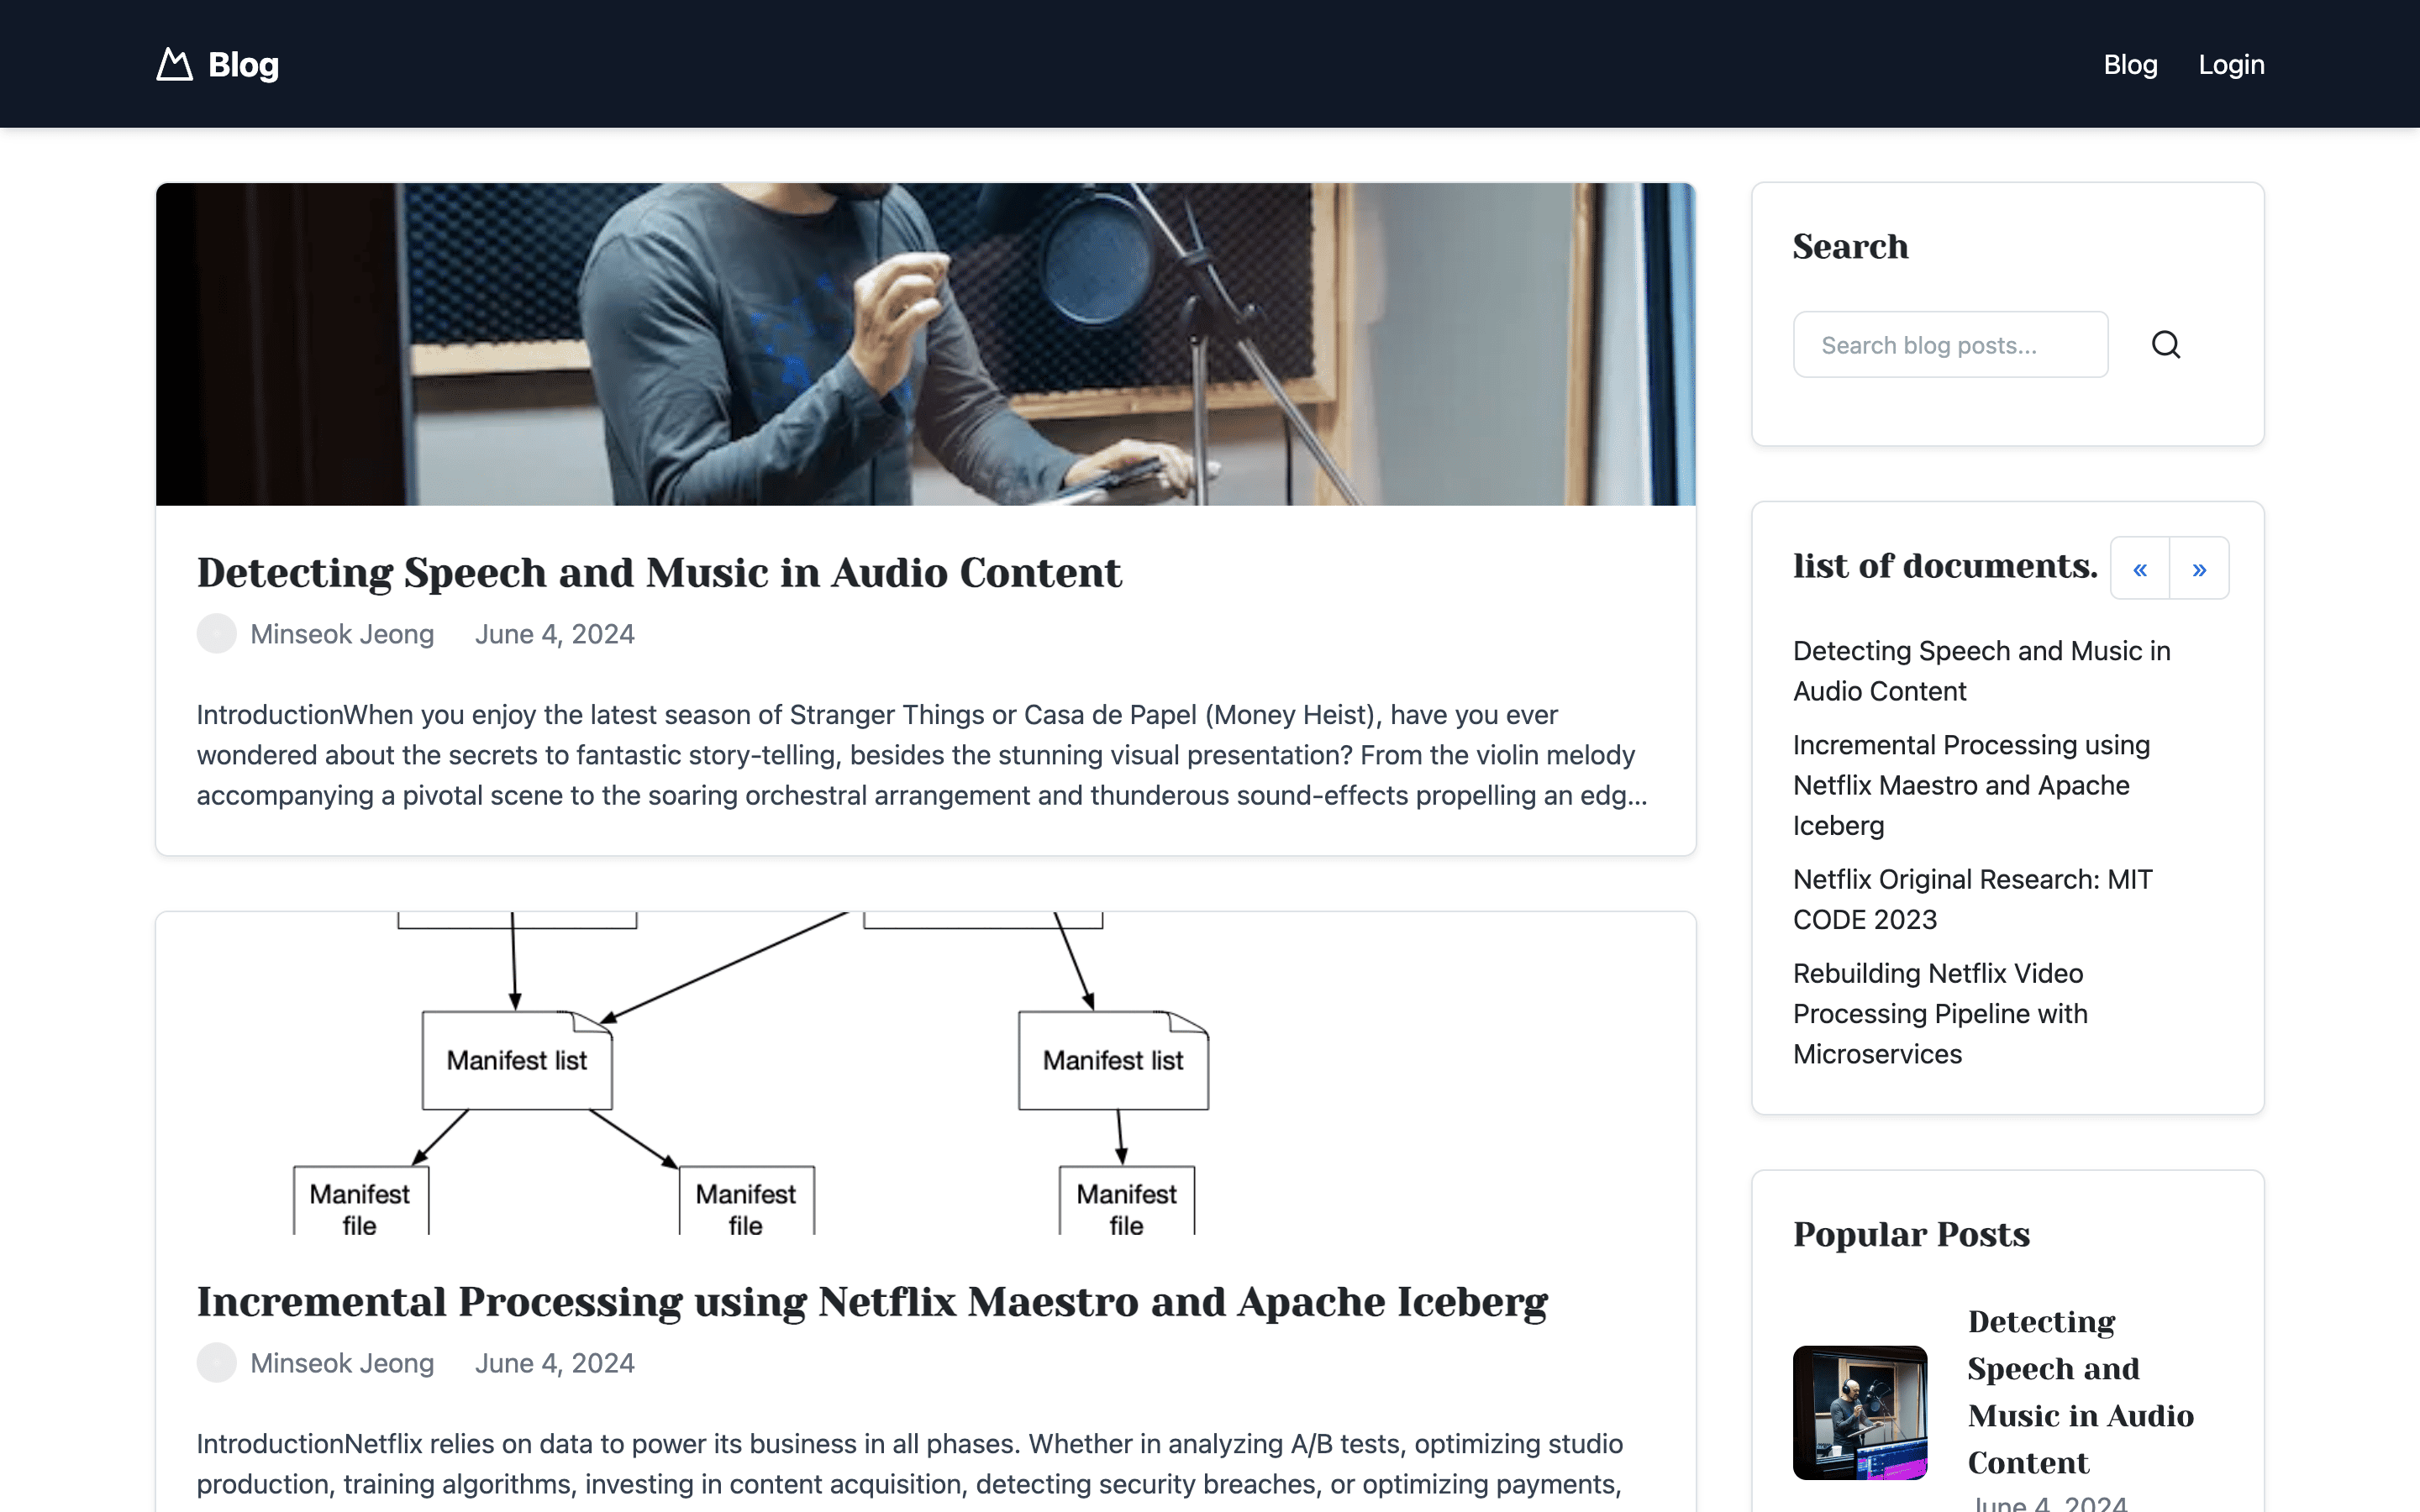 Blog
Blog Login
Detecting Speech and Music in Audio Content
Minseok Jeong June 4, 2024
IntroductionWhen you enjoy the latest season of Stranger Things or Casa de Papel (Money Heist), have you ever
wondered about the secrets to fantastic story-telling, besides the stunning visual presentation? From the violin melody
accompanying a pivotal scene to the soaring orchestral arrangement and thunderous sound-effects propelling an edg...
Manifest list
Manifest list
Manifest
file
Manifest
file
Manifest
file
Incremental Processing using Netflix Maestro and Apache Iceberg
Minseok Jeong June 4, 2024
IntroductionNetflix relies on data to power its business in all phases. Whether in analyzing A/B tests, optimizing studio
production, training algorithms, investing in content acquisition, detecting security breaches, or optimizing payments,
Search
Search blog posts...
list of documents. « »
Detecting Speech and Music in
Audio Content
Incremental Processing using
Netflix Maestro and Apache
Iceberg
Netflix Original Research: MIT
CODE 2023
Rebuilding Netflix Video
Processing Pipeline with
Microservices
Popular Posts
Detecting
Speech and
Music in Audio
Content
June 4, 2024